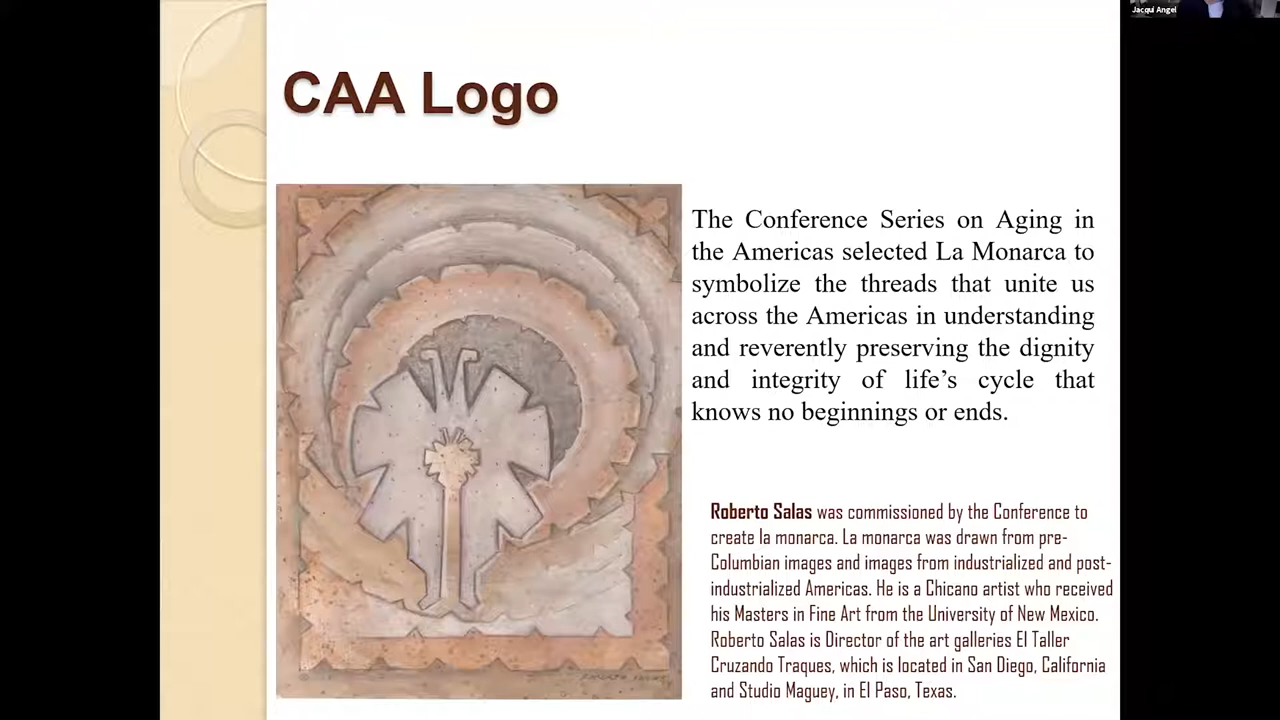 Jacqui Angel
CAA Logo
The Conference Series on Aging in
the Americas selected La Monarca to
symbolize the threads that unite us
across the Americas in understanding
and reverently preserving the dignity
and integrity of life’s cycle that
knows no beginnings or ends.
Roberto Salas was commissioned by the Conference to
create la monarca. La monarca was drawn from pre-
Columbian images and images from industrialized and post-
industrialized Americas. He is a Chicano artist who received
his Masters in Fine Art from the University of New Mexico.
Roberto Salas is Director of the art galleries El Taller
Cruzando Traques, which is located in San Diego, California
and Studio Maguey, in El Paso, Texas.